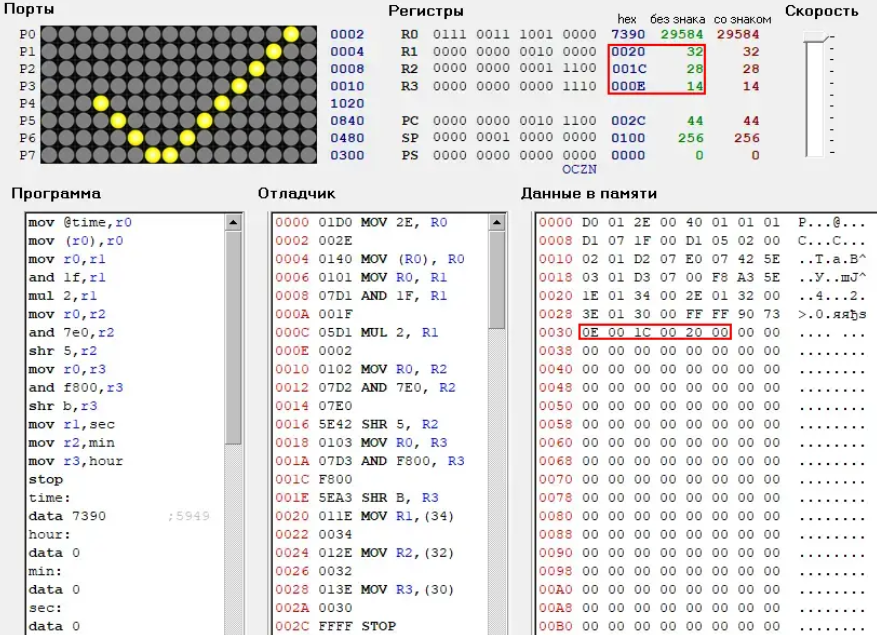 Порты
P0 0002
P1 0004
P2 0008
P3 0010
P4 1020
P5 0840
P6 0480
P7 0300
Регистры
hex без знака со знаком
R0 0111 0011 1001 0000 7390 29584 29584
R1 0000 0000 0010 0000 0020 32 32
R2 0000 0000 0001 1100 001C 28 28
R3 0000 0000 0000 1110 000E 14 14
PC 0000 0000 0010 1100 002C 44 44
SP 0000 0001 0000 0000 0100 256 256
PS 0000 0000 0000 0000 0000 0 0
OCZN
Скорость
Программа
mov @time,r0
mov (r0),r0
mov r0,r1
and 1f,r1
mul 2,r1
mov r0,r2
and 7e0,r2
shr 5,r2
mov r0,r3
and f800,r3
shr b,r3
mov r1,sec
mov r2,min
mov r3,hour
stop
time:
data 7390 ;5949
hour:
data 0
min:
data 0
sec:
data 0
Отладчик
0000 01D0 MOV 2E, R0
0002 002E
0004 0140 MOV (R0), R0
0006 0101 MOV R0, R1
0008 07D1 AND 1F, R1
000A 001F
000C 05D1 MUL 2, R1
000E 0002
0010 0102 MOV R0, R2
0012 07D2 AND 7E0, R2
0014 07E0
0016 5E42 SHR 5, R2
0018 0103 MOV R0, R3
001A 07D3 AND F800, R3
001C F800
001E 5EA3 SHR B, R3
0020 011E MOV R1,(34)
0022 0034
0024 012E MOV R2,(32)
0026 0032
0028 013E MOV R3,(30)
002A 0030
002C FFFF STOP
Данные в памяти
0000 D0 01 2E 00 40 01 01 01 Р...@...
0008 D1 07 1F 00 D1 05 02 00 С...С...
0010 02 01 D2 07 E0 07 42 5E ..Т.а.B^
0018 03 01 D3 07 00 F8 A3 5E ..У..шJ^
0020 1E 01 34 00 2E 01 32 00 ..4...2.
0028 3E 01 30 00 FF FF 90 73 >.0.яяђs
0030 0E 00 1C 00 20 00 00 00 .... ...
0038 00 00 00 00 00 00 00 00 ........
0040 00 00 00 00 00 00 00 00 ........
0048 00 00 00 00 00 00 00 00 ........
0050 00 00 00 00 00 00 00 00 ........
0058 00 00 00 00 00 00 00 00 ........
0060 00 00 00 00 00 00 00 00 ........
0068 00 00 00 00 00 00 00 00 ........
0070 00 00 00 00 00 00 00 00 ........
0078 00 00 00 00 00 00 00 00 ........
0080 00 00 00 00 00 00 00 00 ........
0088 00 00 00 00 00 00 00 00 ........
0090 00 00 00 00 00 00 00 00 ........
0098 00 00 00 00 00 00 00 00 ........
00A0 00 00 00 00 00 00 00 00 ........
00A8 00 00 00 00 00 00 00 00 ........
00B0 00 00 00 00 00 00 00 00 ........